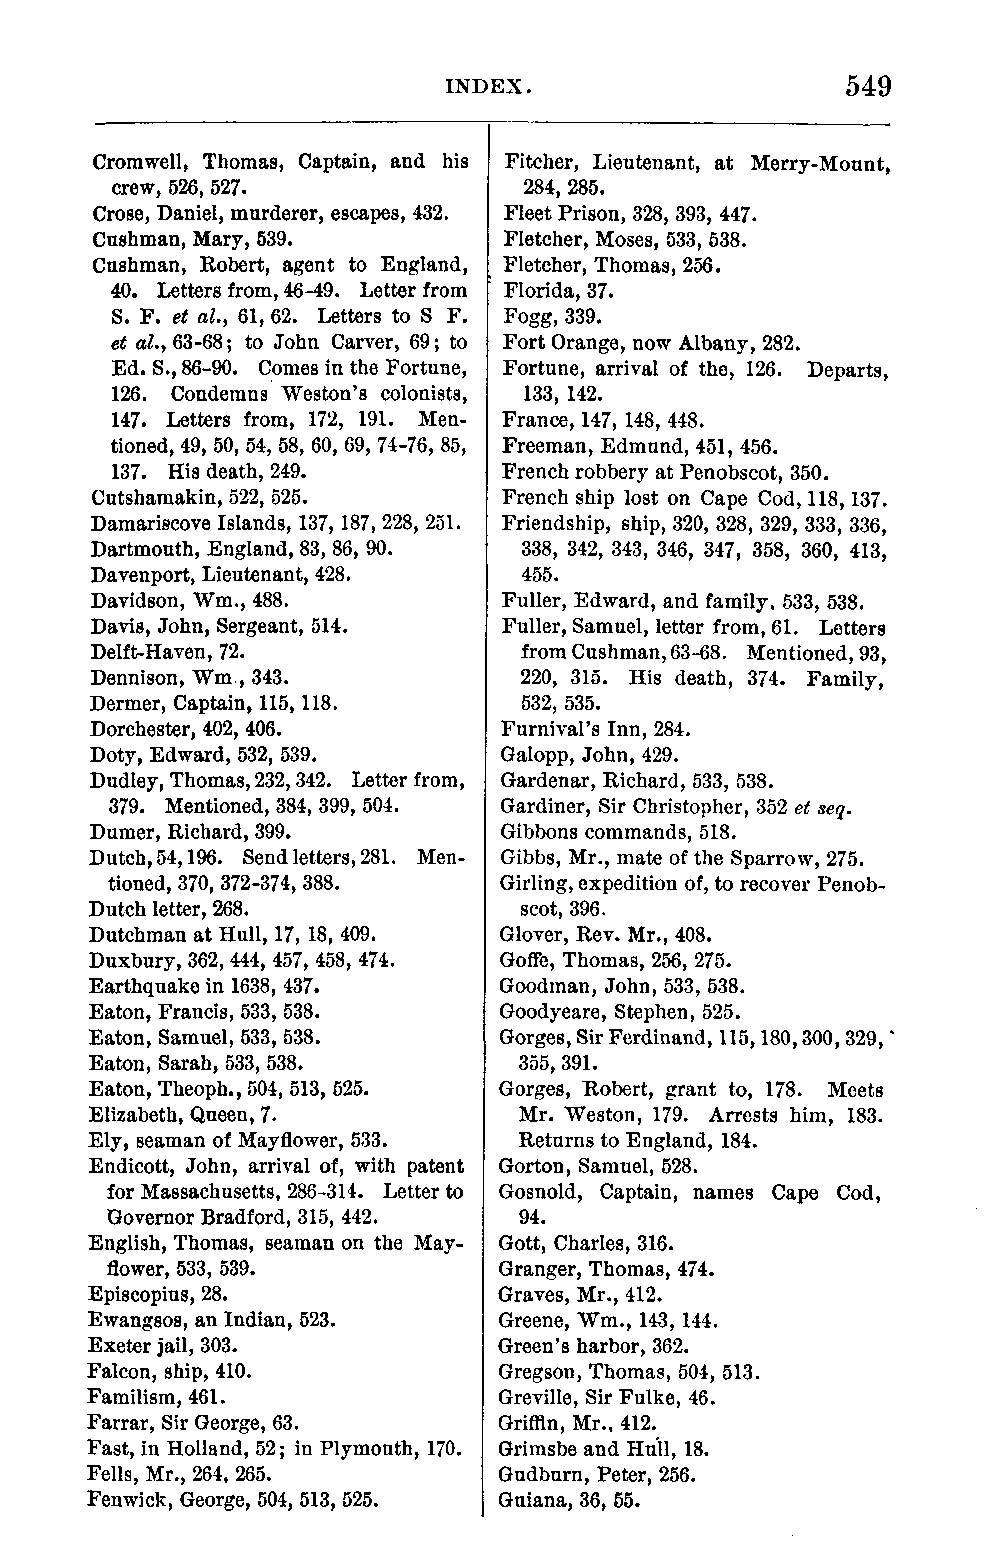 INDEX. 549
Cromwell, Thomas, Captain, and his
crew, 526, 527.
Crose, Daniel, murderer, escapes, 432.
Cushman, Mary, 539.
Cushman, Robert, agent to England,
40. Letters from, 46-49. Letter from
S. F. et al., 61, 62. Letters to S F.
et al., 63-68; to John Carver, 69; to
Ed. S., 86-90. Comes in the Fortune,
126. Condemns Weston's colonists,
147. Letters from, 172, 191. Men-
tioned, 49, 50, 54, 58, 60, 69, 74-76, 85,
137. His death, 249.
Cutshamakin, 522, 525.
Damariscove Islands, 137, 187, 228, 251.
Dartmouth, England, 83, 86, 90.
Davenport, Lieutenant, 428.
Davidson, Wm., 488.
Davis, John, Sergeant, 514.
Delft-Haven, 72.
Dennison, Wm., 343.
Dermer, Captain, 115, 118.
Dorchester, 402, 406.
Doty, Edward, 532, 539.
Dudley, Thomas, 232, 342. Letter from,
379. Mentioned, 384, 399, 504.
Dumer, Richard, 399.
Dutch, 54, 196. Send letters, 281. Men-
tioned, 370, 372-374, 388.
Dutch letter, 268.
Dutchman at Hull, 17, 18, 409.
Duxbury, 362, 444, 457, 458, 474.
Earthquake in 1638, 437.
Eaton, Francis, 533, 538.
Eaton, Samuel, 533, 538.
Eaton, Sarah, 533, 538.
Eaton, Theoph., 504, 513, 525.
Elizabeth, Queen, 7.
Ely, seaman of Mayflower, 533.
Endicott, John, arrival of, with patent
for Massachusetts, 286-314. Letter to
Governor Bradford, 315, 442.
English, Thomas, seaman on the May-
flower, 533, 539.
Episcopius, 28.
Ewangsos, an Indian, 523.
Exeter jail, 303.
Falcon, ship, 410.
Familism, 461.
Farrar, Sir George, 63.
Fast, in Holland, 52; in Plymouth, 170.
Fells, Mr., 264, 265.
Fenwick, George, 504, 513, 525.
Fitcher, Lieutenant, at Merry-Mount,
284, 285.
Fleet Prison, 328, 393, 447.
Fletcher, Moses, 533, 538.
Fletcher, Thomas, 256.
Florida, 37.
Fogg, 339.
Fort Orange, now Albany, 282.
Fortune, arrival of the, 126. Departs,
133, 142.
France, 147, 148, 448.
Freeman, Edmund, 451, 456.
French robbery at Penobscot, 350.
French ship lost on Cape Cod, 118, 137.
Friendship, ship, 320, 328, 329, 333, 336,
338, 342, 343, 346, 347, 358, 360, 413,
455.
Fuller, Edward, and family, 533, 538.
Fuller, Samuel, letter from, 61. Letters
from Cushman, 63-68. Mentioned, 93,
220, 315. His death, 374. Family,
532, 535.
Furnival's Inn, 284.
Galopp, John, 429.
Gardenar, Richard, 533, 538.
Gardiner, Sir Christopher, 352 et seq.
Gibbons commands, 518.
Gibbs, Mr., mate of the Sparrow, 275.
Girling, expedition of, to recover Penob-
scot, 396.
Glover, Rev. Mr., 408.
Goffe, Thomas, 256, 275.
Goodman, John, 533, 538.
Goodyeare, Stephen, 525.
Gorges, Sir Ferdinand, 115, 180, 300, 329,
355, 391.
Gorges, Robert, grant to, 178. Meets
Mr. Weston, 179. Arrests him, 183.
Returns to England, 184.
Gorton, Samuel, 528.
Gosnold, Captain, names Cape Cod,
94.
Gott, Charles, 316.
Granger, Thomas, 474.
Graves, Mr., 412.
Greene, Wm., 143, 144.
Green's harbor, 362.
Gregson, Thomas, 504, 513.
Greville, Sir Fulke, 46.
Griffin, Mr., 412.
Grimsbe and Hull, 18.
Gudburn, Peter, 256.
Guiana, 36, 55.